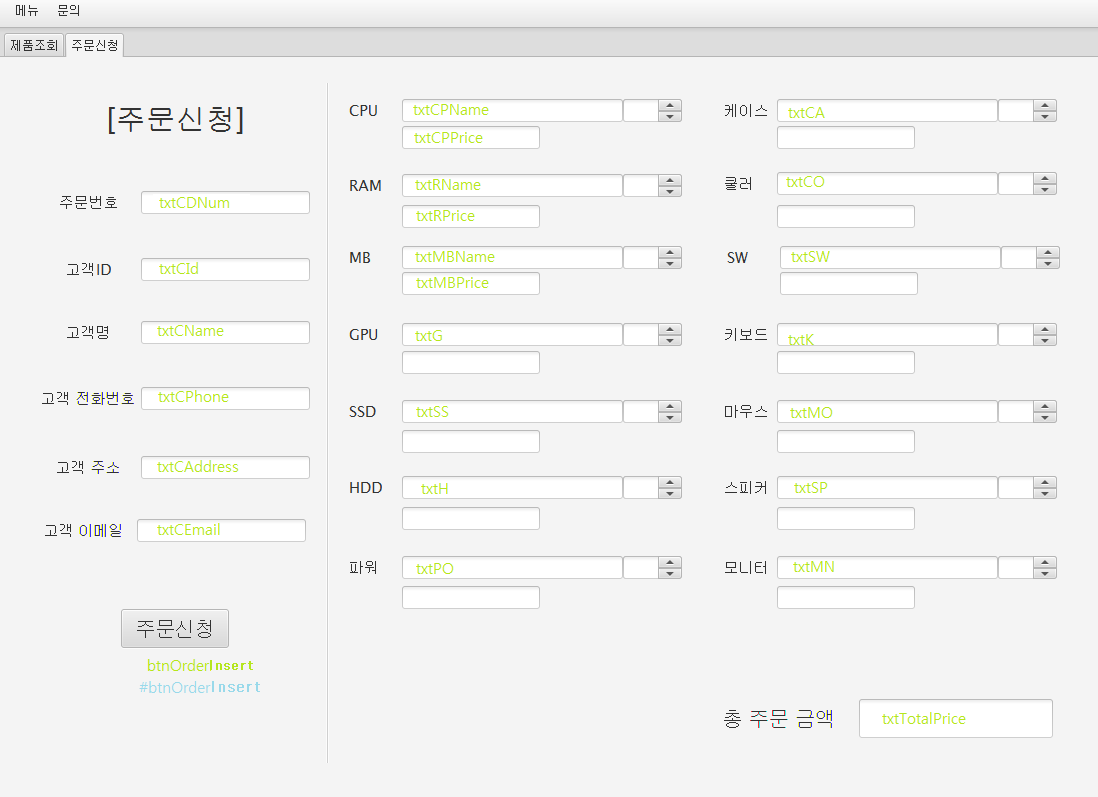 메뉴 문의
제품조회 주문신청
[주문신청]
주문번호 txtCDNum
고객ID txtCId
고객명 txtCName
고객 전화번호 txtCPhone
고객 주소 txtCAddress
고객 이메일 txtCEmail
주문신청
btnOrderInsert
#btnOrderInsert
CPU txtCPName
txtCPPrice
RAM txtRName
txtRPrice
MB txtMBName
txtMBPrice
GPU txtG
SSD txtSS
HDD txtH
파워 txtPO
케이스 txtCA
쿨러 txtCO
SW txtSW
키보드 txtK
마우스 txtMO
스피커 txtSP
모니터 txtMN
총 주문 금액 txtTotalPrice